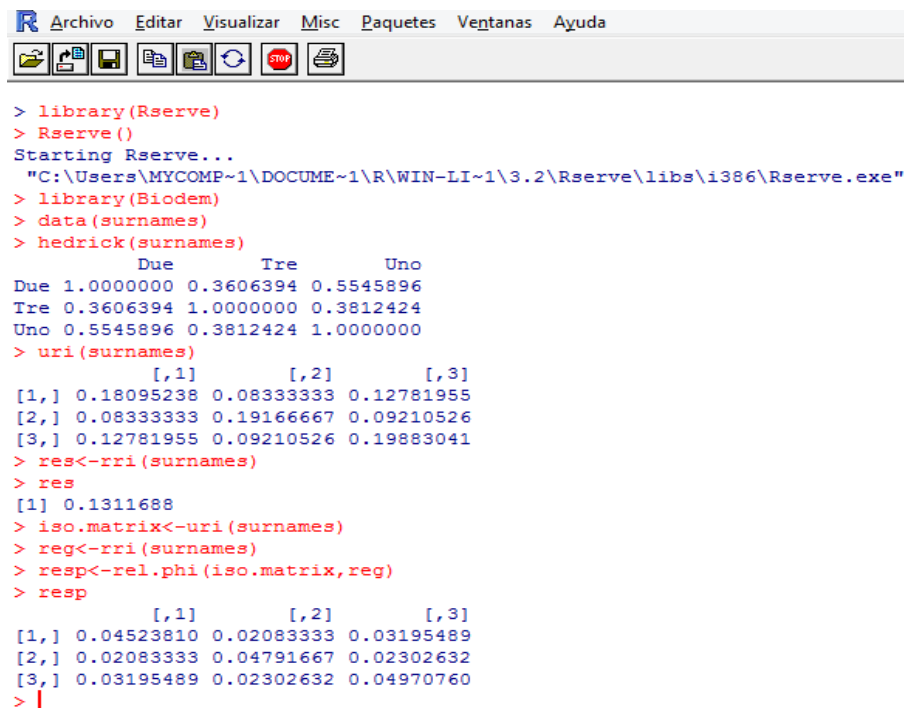 R Archivo Editar Visualizar Misc Paquetes Ventanas Ayuda
STOP
> library(Rserve)
> Rserve()
Starting Rserve...
 "C:\Users\MYCOMP~1\DOCUME~1\R\WIN-LI~1\3.2\Rserve\libs\i386\Rserve.exe"
> library(Biodem)
> data(surnames)
> hedrick(surnames)
          Due       Tre       Uno
Due 1.0000000 0.3606394 0.5545896
Tre 0.3606394 1.0000000 0.3812424
Uno 0.5545896 0.3812424 1.0000000
> uri(surnames)
           [,1]       [,2]       [,3]
[1,] 0.18095238 0.08333333 0.12781955
[2,] 0.08333333 0.19166667 0.09210526
[3,] 0.12781955 0.09210526 0.19883041
> res<-rri(surnames)
> res
[1] 0.1311688
> iso.matrix<-uri(surnames)
> reg<-rri(surnames)
> resp<-rel.phi(iso.matrix,reg)
> resp
           [,1]       [,2]       [,3]
[1,] 0.04523810 0.02083333 0.03195489
[2,] 0.02083333 0.04791667 0.02302632
[3,] 0.03195489 0.02302632 0.04970760
> |